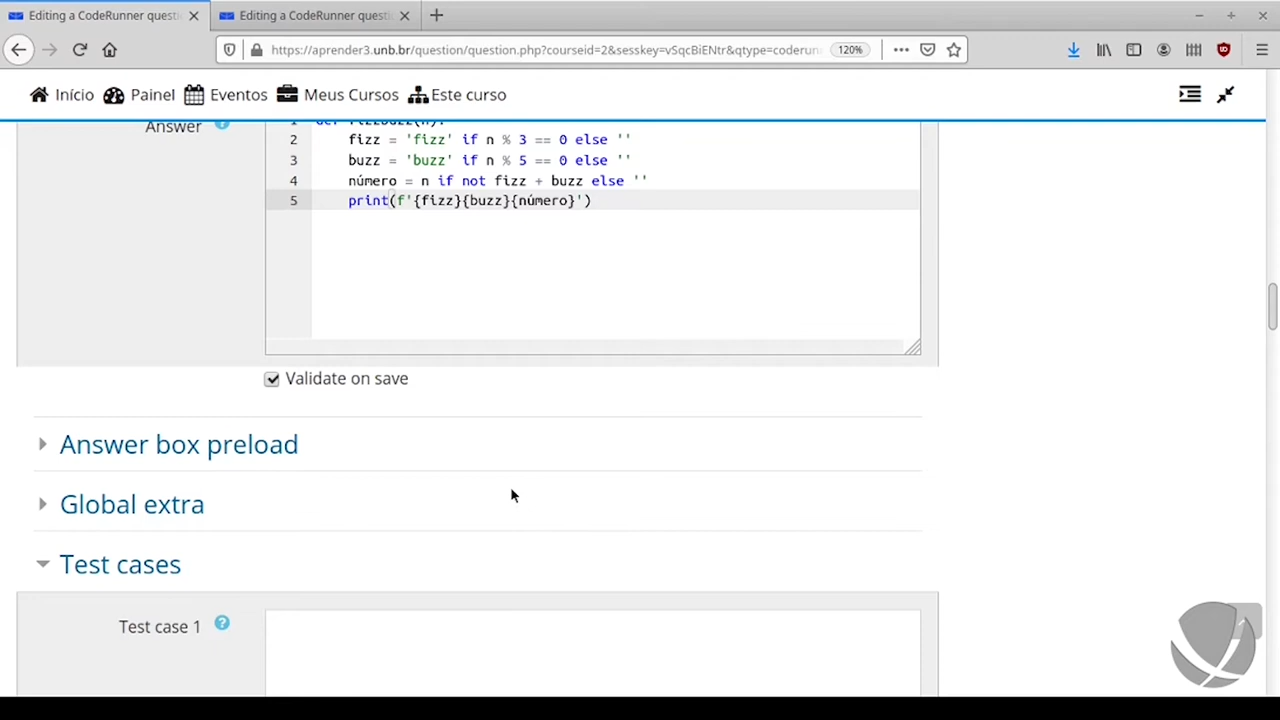 Editing a CodeRunner questi
Editing a CodeRunner questi
https://aprender3.unb.br/question/question.php?courseid=2&sesskey=vSqcBiENtr&qtype=coderun
120%
Início Painel Eventos Meus Cursos Este curso
Answer
1 def fizzbuzz(n):
2 fizz = 'fizz' if n % 3 == 0 else ''
3 buzz = 'buzz' if n % 5 == 0 else ''
4 número = n if not fizz + buzz else ''
5 print(f'{fizz}{buzz}{número}')
Validate on save
Answer box preload
Global extra
Test cases
Test case 1